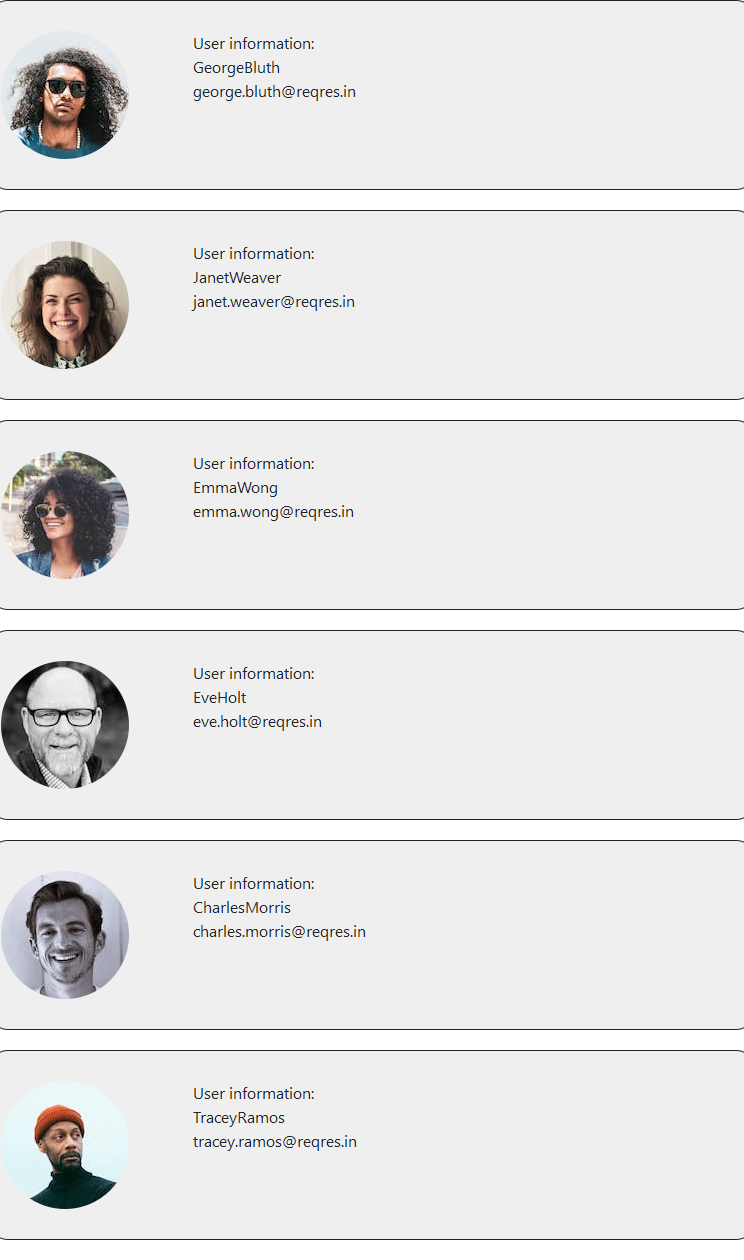 User information:
GeorgeBluth
george.bluth@reqres.in
User information:
JanetWeaver
janet.weaver@reqres.in
User information:
EmmaWong
emma.wong@reqres.in
User information:
EveHolt
eve.holt@reqres.in
User information:
CharlesMorris
charles.morris@reqres.in
User information:
TraceyRamos
tracey.ramos@reqres.in